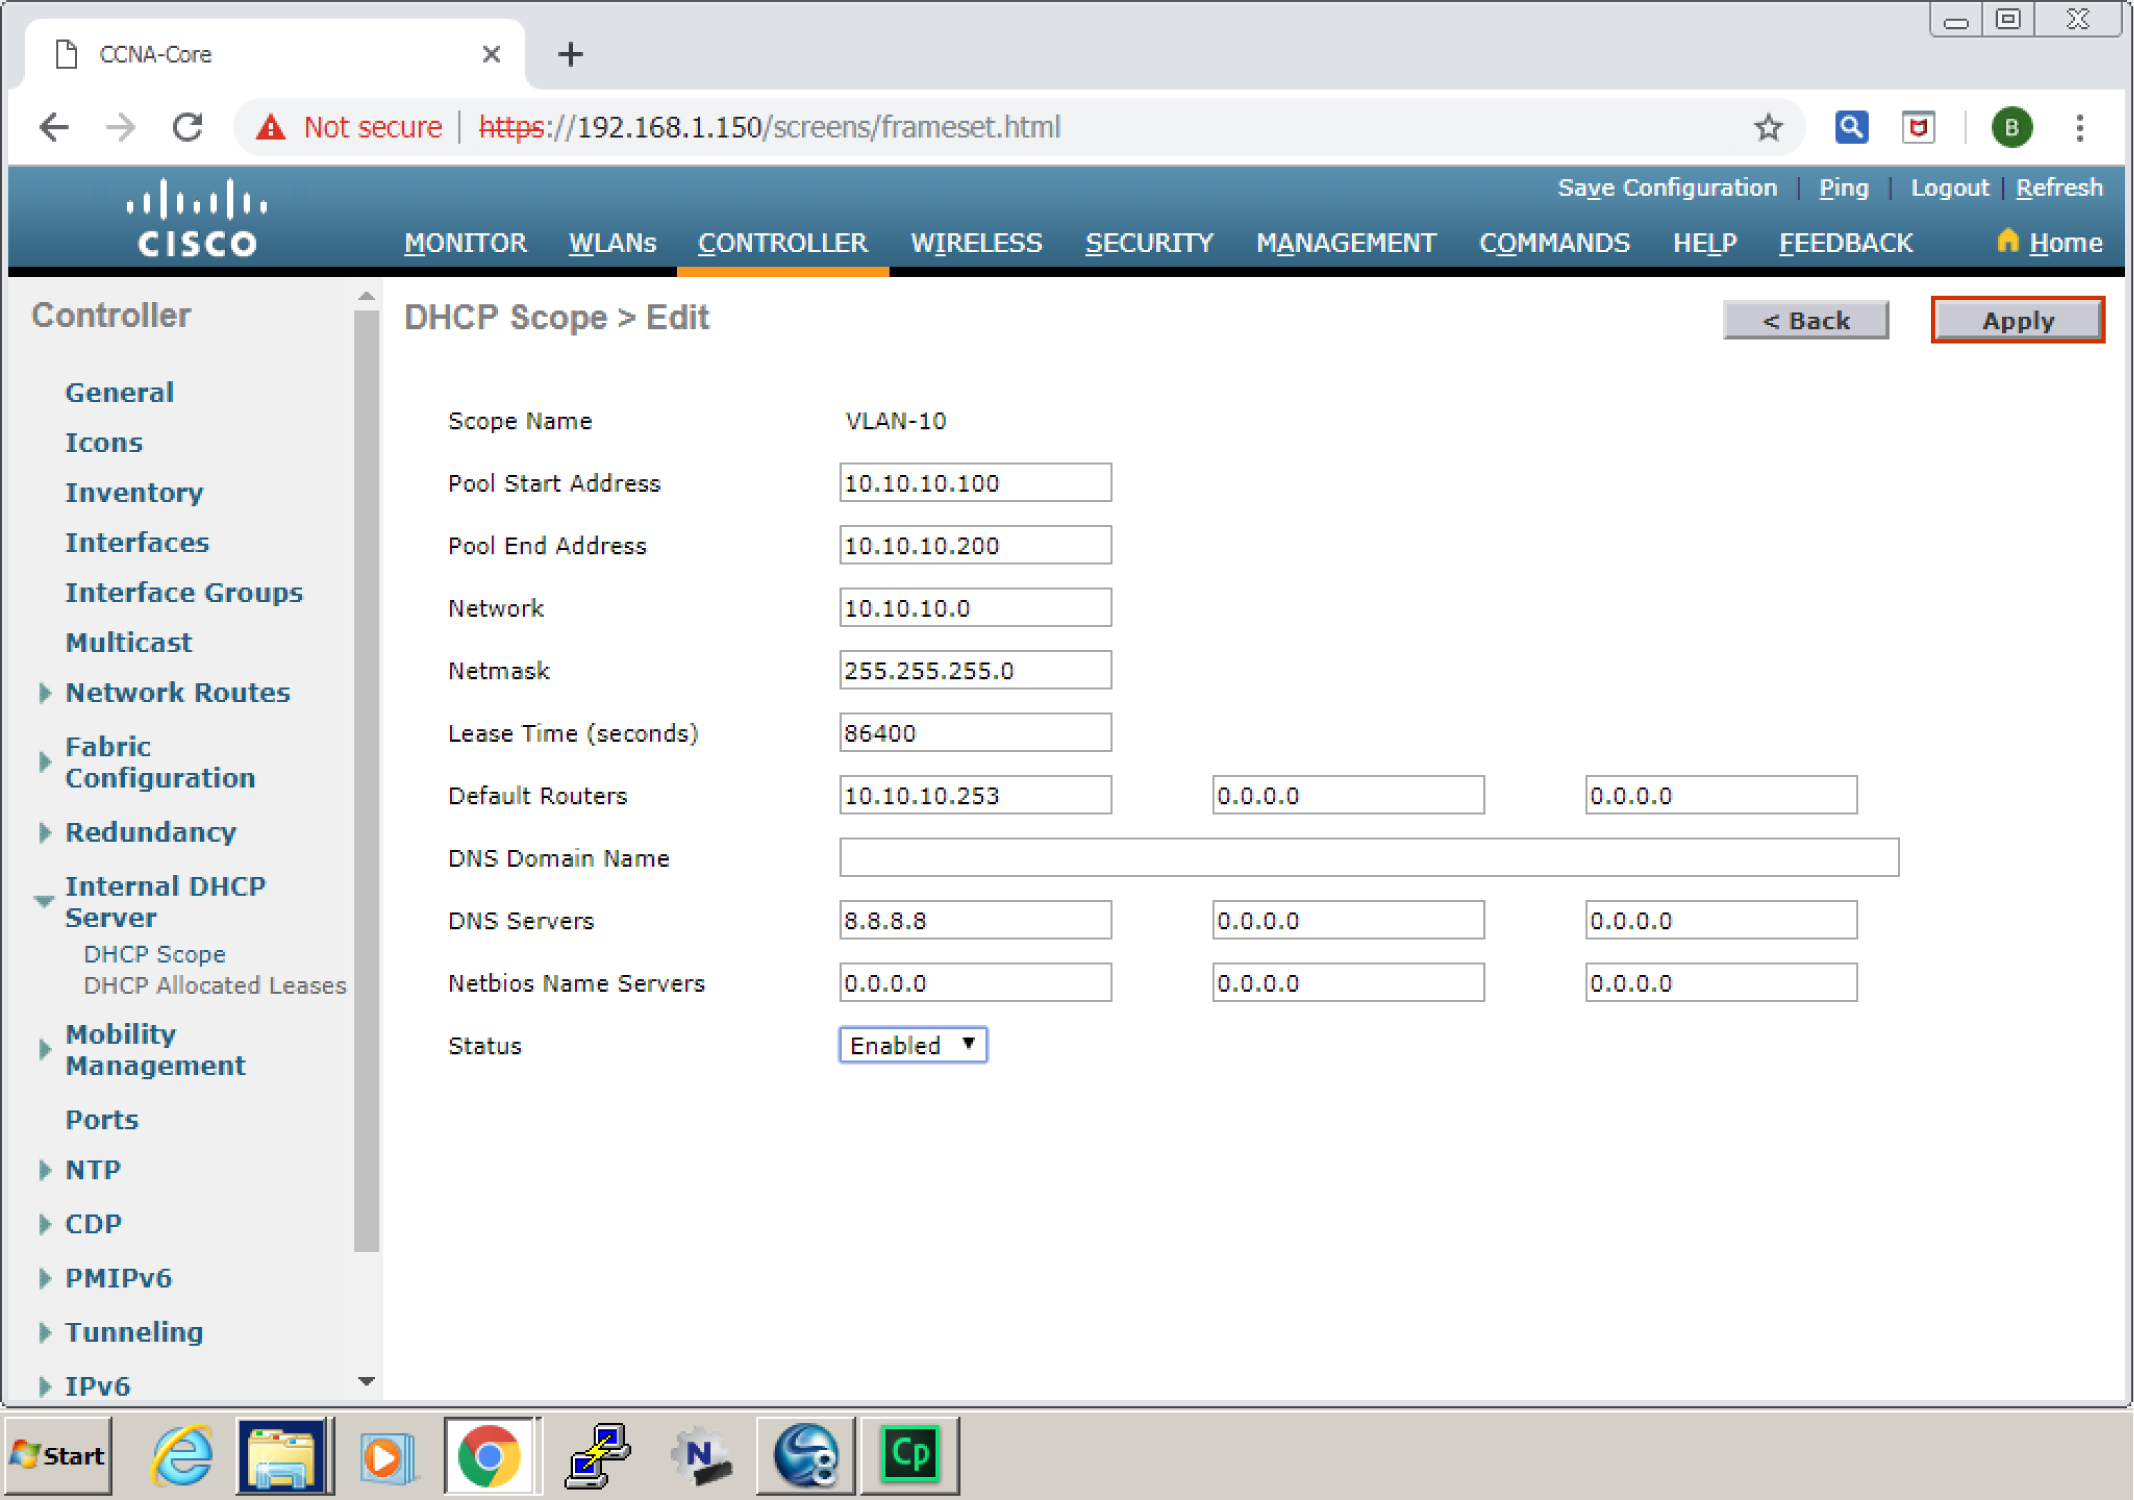 CCNA-Core
Not secure | https://192.168.1.150/screens/frameset.html
B
Save Configuration | Ping | Logout | Refresh
CISCO
MONITOR WLANs CONTROLLER WIRELESS SECURITY MANAGEMENT COMMANDS HELP FEEDBACK Home
Controller
General
Icons
Inventory
Interfaces
Interface Groups
Multicast
Network Routes
Fabric
Configuration
Redundancy
Internal DHCP
Server
DHCP Scope
DHCP Allocated Leases
Mobility
Management
Ports
NTP
CDP
PMIPv6
Tunneling
IPv6
DHCP Scope > Edit
< Back
Apply
Scope Name VLAN-10
Pool Start Address 10.10.10.100
Pool End Address 10.10.10.200
Network 10.10.10.0
Netmask 255.255.255.0
Lease Time (seconds) 86400
Default Routers 10.10.10.253 0.0.0.0 0.0.0.0
DNS Domain Name
DNS Servers 8.8.8.8 0.0.0.0 0.0.0.0
Netbios Name Servers 0.0.0.0 0.0.0.0 0.0.0.0
Status Enabled
Start
N
8
Cp